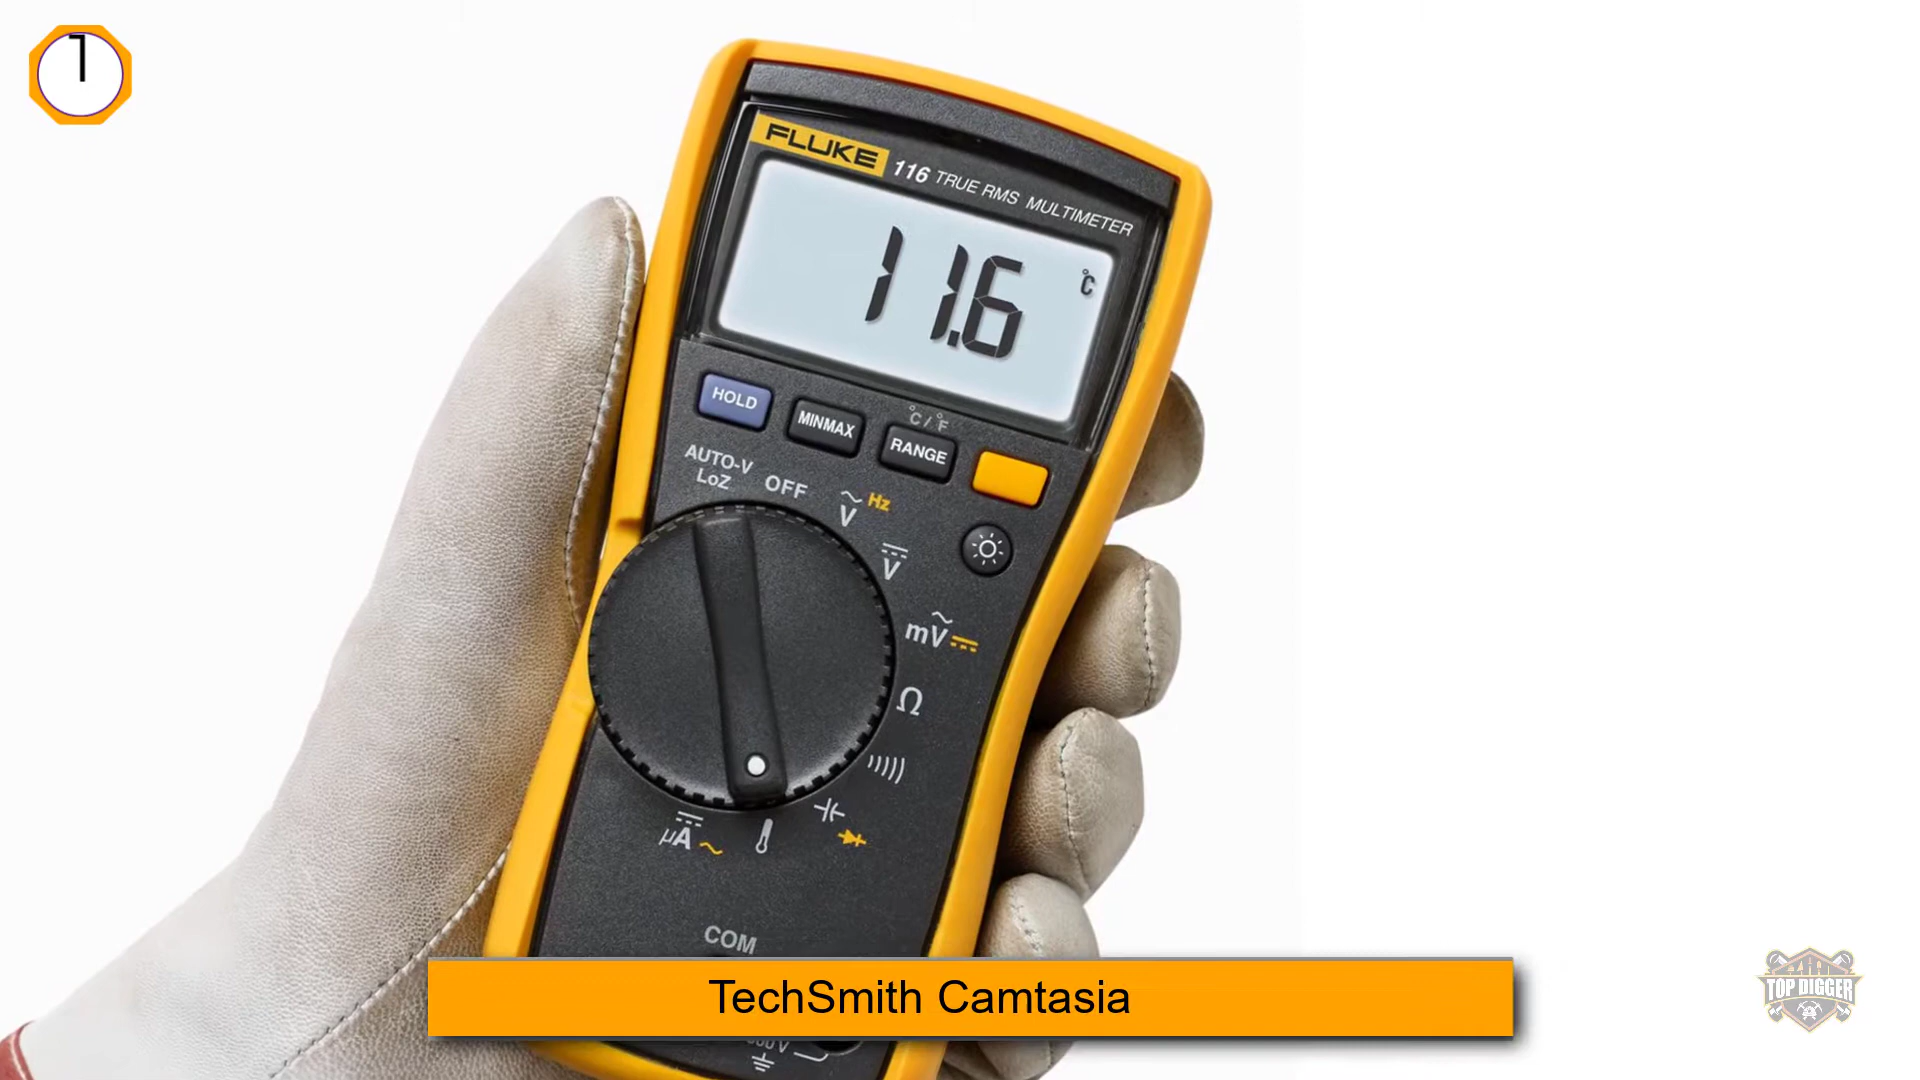 1
FLUKE 116 TRUE RMS MULTIMETER
11.6 °C
HOLD
MINMAX
°C / °F
RANGE
AUTO-V
LoZ
OFF
V Hz
V
mV
Ω
µA
COM
TechSmith Camtasia
TOP DIGGER